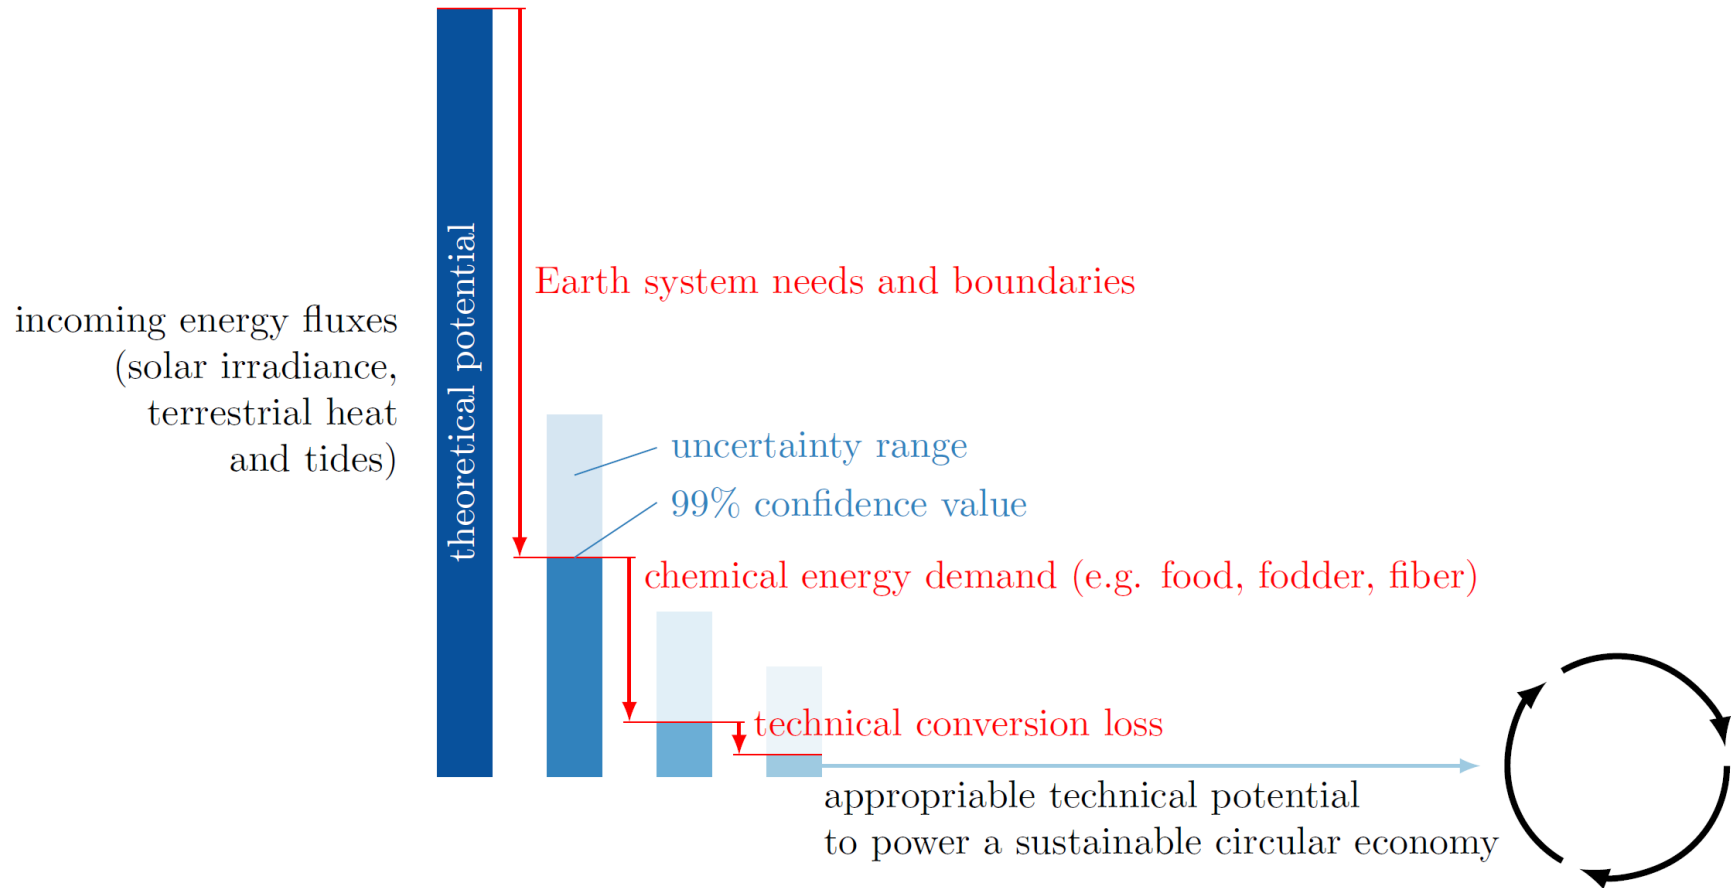 theoretical potential
incoming energy fluxes
(solar irradiance,
terrestrial heat
and tides)
Earth system needs and boundaries
uncertainty range
99% confidence value
chemical energy demand (e.g. food, fodder, fiber)
technical conversion loss
appropriable technical potential
to power a sustainable circular economy